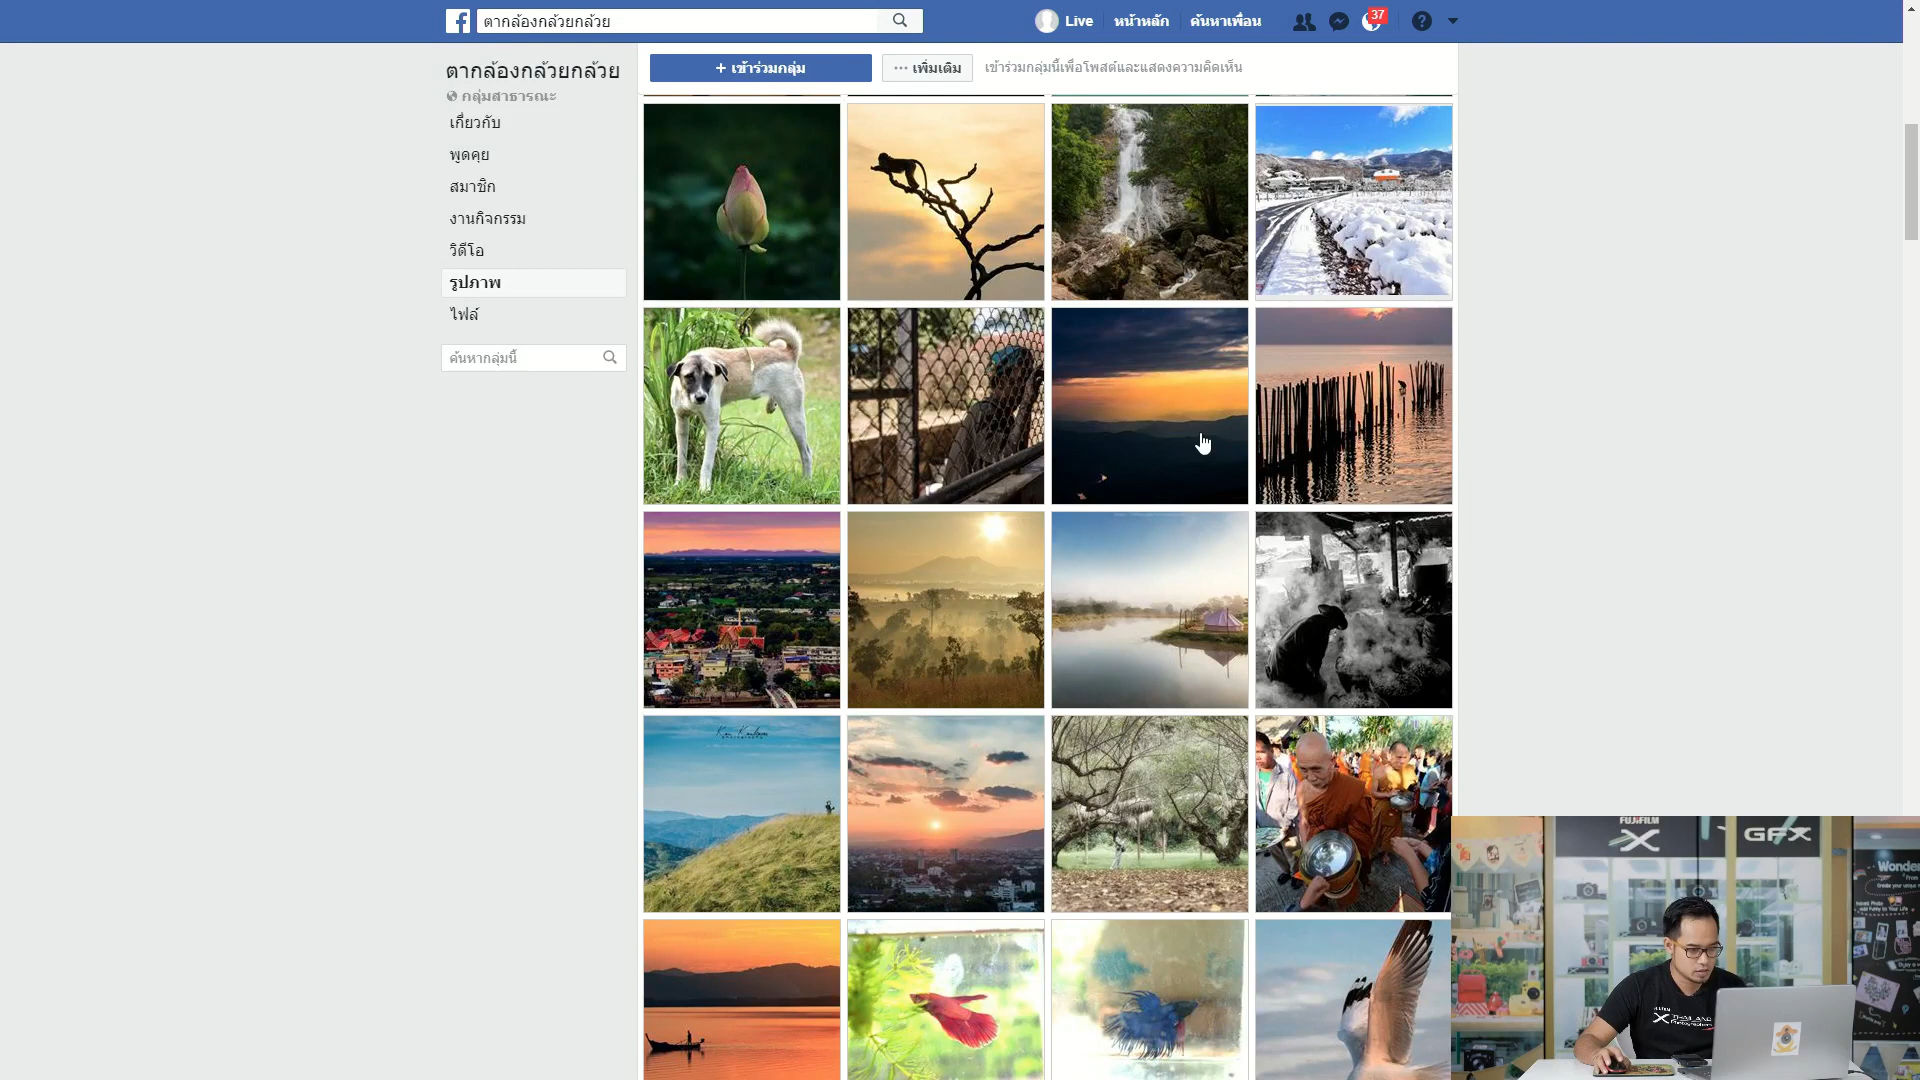 ตากล้องกล้วยกล้วย
Live
หน้าหลัก
ค้นหาเพื่อน
37
ตากล้องกล้วยกล้วย
กลุ่มสาธารณะ
เกี่ยวกับ
พูดคุย
สมาชิก
งานกิจกรรม
วิดีโอ
รูปภาพ
ไฟล์
ค้นหากลุ่มนี้
+ เข้าร่วมกลุ่ม
··· เพิ่มเติม
เข้าร่วมกลุ่มนี้เพื่อโพสต์และแสดงความคิดเห็น
FUJIFILM
X
GFX
Wonder
X THAILAND
Photographers